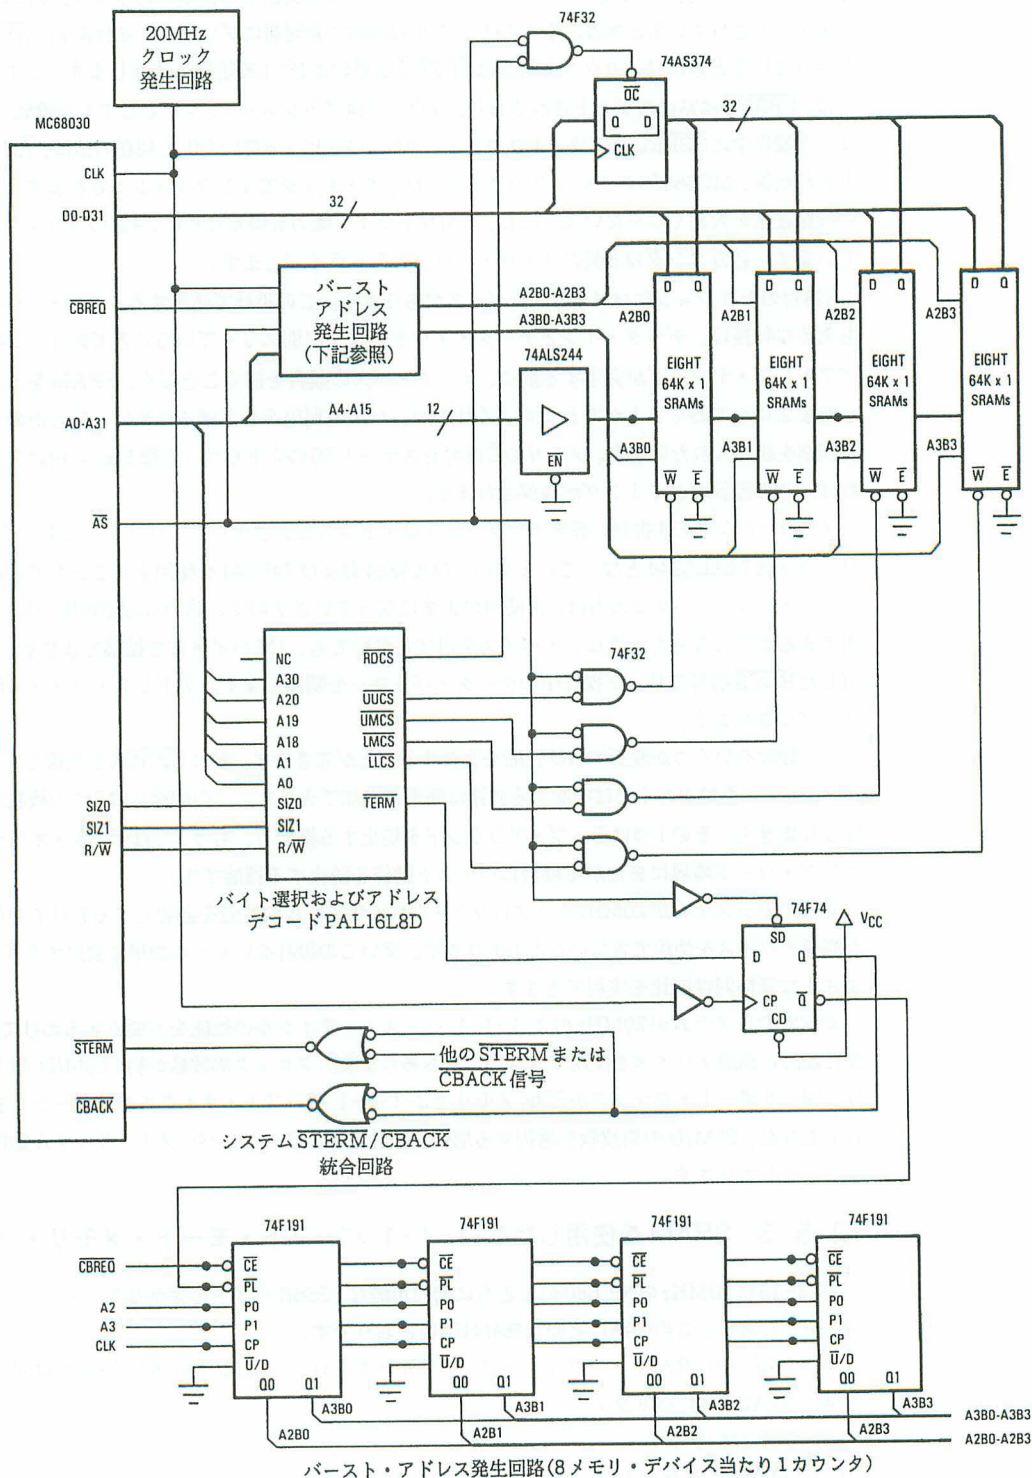 74F32
20MHz
クロック
発生回路
74AS374
OC
Q D
CLK
32
MC68030
CLK
32
D0-D31
CBREQ
バースト
アドレス
発生回路
(下記参照)
A2B0-A2B3
A3B0-A3B3
A2B0
A2B1
A2B2
A2B3
D Q
D Q
D Q
D Q
74ALS244
EIGHT
64K x 1
SRAMs
EIGHT
64K x 1
SRAMs
EIGHT
64K x 1
SRAMs
EIGHT
64K x 1
SRAMs
A0-A31
A4-A15
12
A3B0
A3B1
A3B2
A3B3
EN
W E
W E
W E
W E
AS
NC
A30
A20
A19
A18
A1
A0
SIZ0
SIZ1
R/W
RDCS
UUCS
UMCS
LMCS
LLCS
TERM
74F32
SIZ0
SIZ1
R/W
バイト選択およびアドレス
デコードPAL16L8D
74F74
VCC
SD
D Q
CP Q
CD
STERM
CBACK
他のSTERMまたは
CBACK信号
システムSTERM/CBACK
統合回路
74F191
74F191
74F191
74F191
CBREQ
A2
A3
CLK
CE
PL
P0
P1
CP
U/D
Q0 Q1
CE
PL
P0
P1
CP
U/D
Q0 Q1
CE
PL
P0
P1
CP
U/D
Q0 Q1
CE
PL
P0
P1
CP
U/D
Q0 Q1
A3B0
A3B1
A3B2
A3B3
A3B0-A3B3
A2B0
A2B1
A2B2
A2B3
A2B0-A2B3
バースト・アドレス発生回路(8メモリ・デバイス当たり1カウンタ)